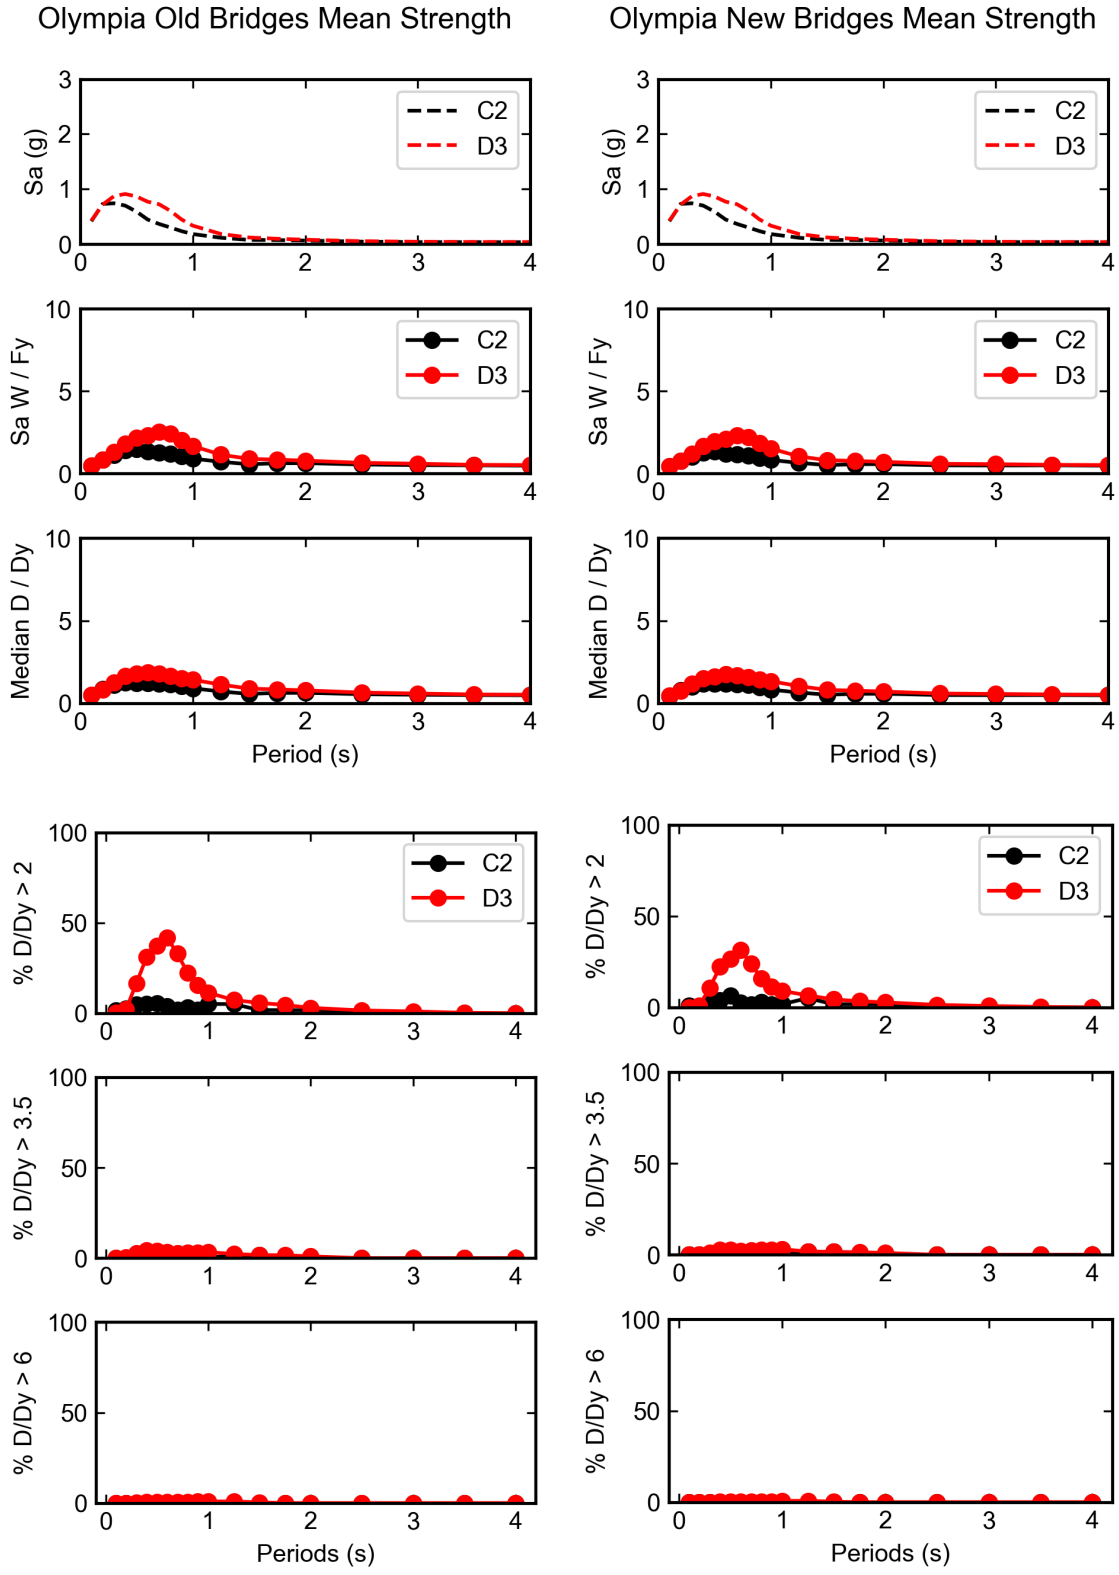 Olympia Old Bridges Mean Strength
Olympia New Bridges Mean Strength
Sa (g)
3
2
1
0
0 1 2 3 4
C2
D3
Sa (g)
3
2
1
0
0 1 2 3 4
C2
D3
Sa W / Fy
10
5
0
0 1 2 3 4
C2
D3
Sa W / Fy
10
5
0
0 1 2 3 4
C2
D3
Median D / Dy
10
5
0
0 1 2 3 4
Period (s)
Median D / Dy
10
5
0
0 1 2 3 4
Period (s)
% D/Dy > 2
100
50
0
0 1 2 3 4
C2
D3
% D/Dy > 2
100
50
0
0 1 2 3 4
C2
D3
% D/Dy > 3.5
100
50
0
0 1 2 3 4
% D/Dy > 3.5
100
50
0
0 1 2 3 4
% D/Dy > 6
100
50
0
0 1 2 3 4
Periods (s)
% D/Dy > 6
100
50
0
0 1 2 3 4
Periods (s)